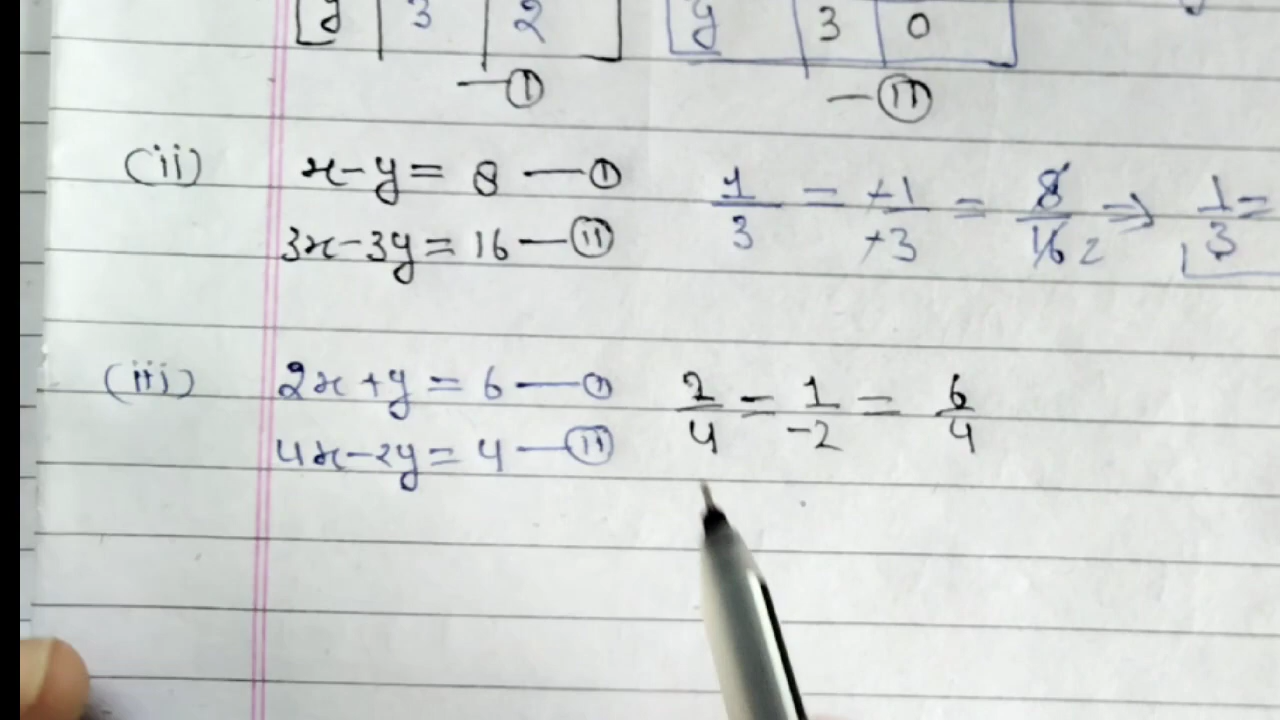 y 3 2 y 3 0
—(I) —(II)
(ii) x-y = 8 —(I) 1/3 = -1/-3 = 8/16 2 ⇒ 1/3 =
3x-3y = 16 —(II)
(iii) 2x+y = 6 —(I) 2/4 = 1/-2 = 6/4
4x-2y = 4 —(II)